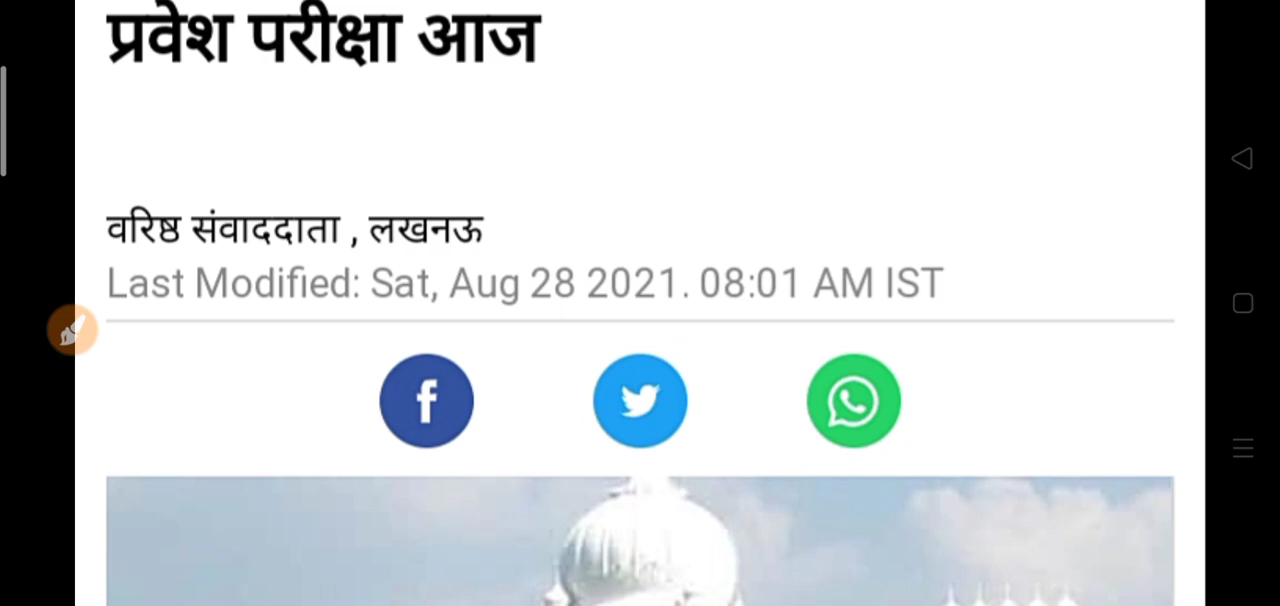 प्रवेश परीक्षा आज
वरिष्ठ संवाददाता , लखनऊ
Last Modified: Sat, Aug 28 2021. 08:01 AM IST